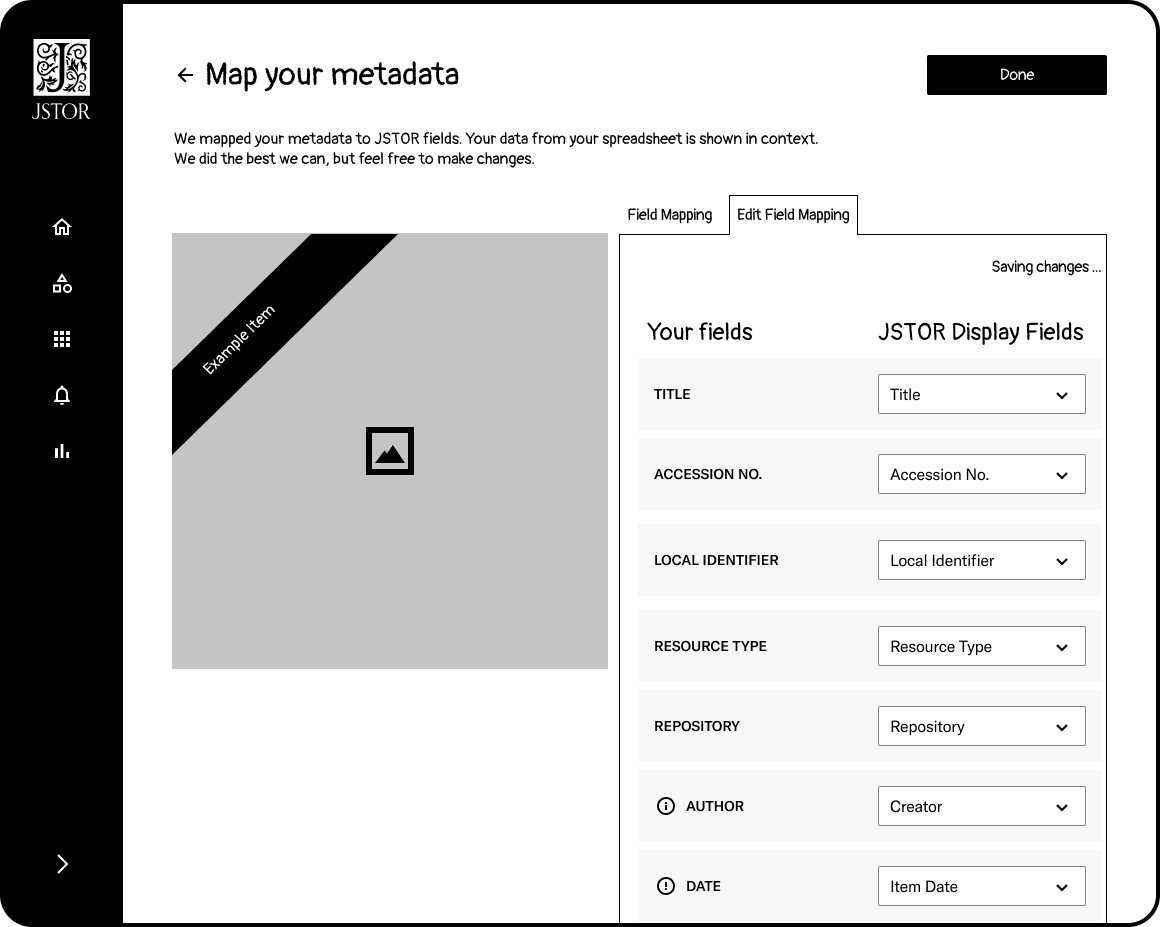 JSTOR
Map your metadata
Done
We mapped your metadata to JSTOR fields. Your data from your spreadsheet is shown in context.
We did the best we can, but feel free to make changes.
Field Mapping
Edit Field Mapping
Example Item
Saving changes ...
Your fields
JSTOR Display Fields
TITLE
Title
ACCESSION NO.
Accession No.
LOCAL IDENTIFIER
Local Identifier
RESOURCE TYPE
Resource Type
REPOSITORY
Repository
AUTHOR
Creator
DATE
Item Date